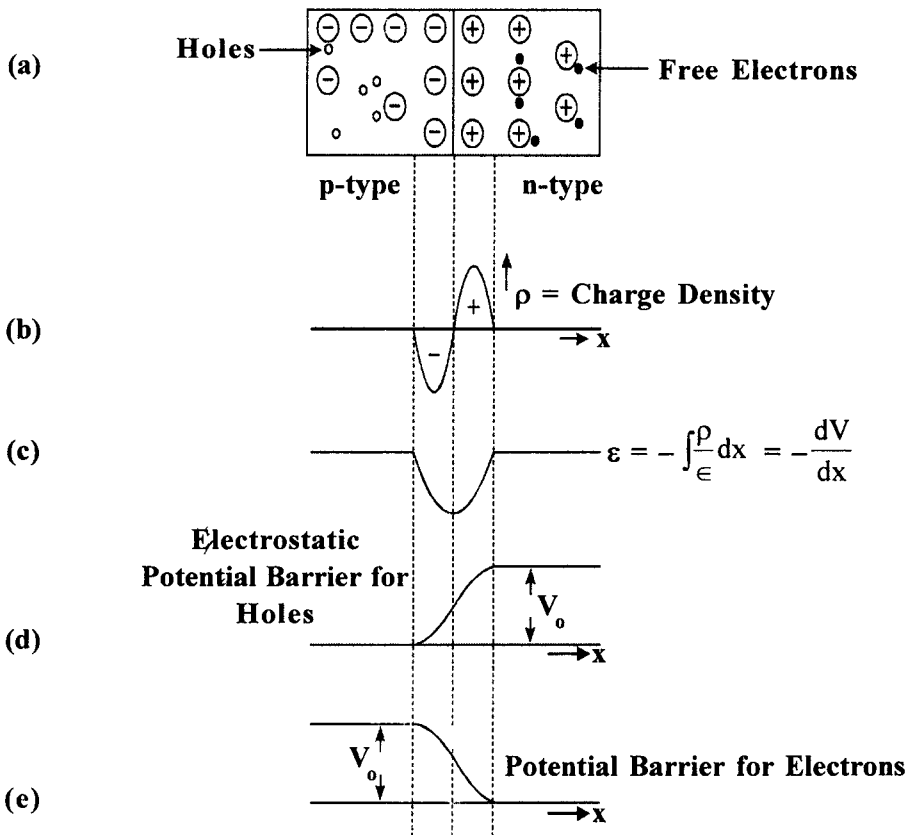 (a)
Holes
Free Electrons
p-type
n-type
ρ = Charge Density
(b)
x
(c)
ε = − ∫ρ/∈ dx = − dV/dx
Electrostatic
Potential Barrier for
Holes
V₀
(d)
x
V₀
Potential Barrier for Electrons
(e)
x